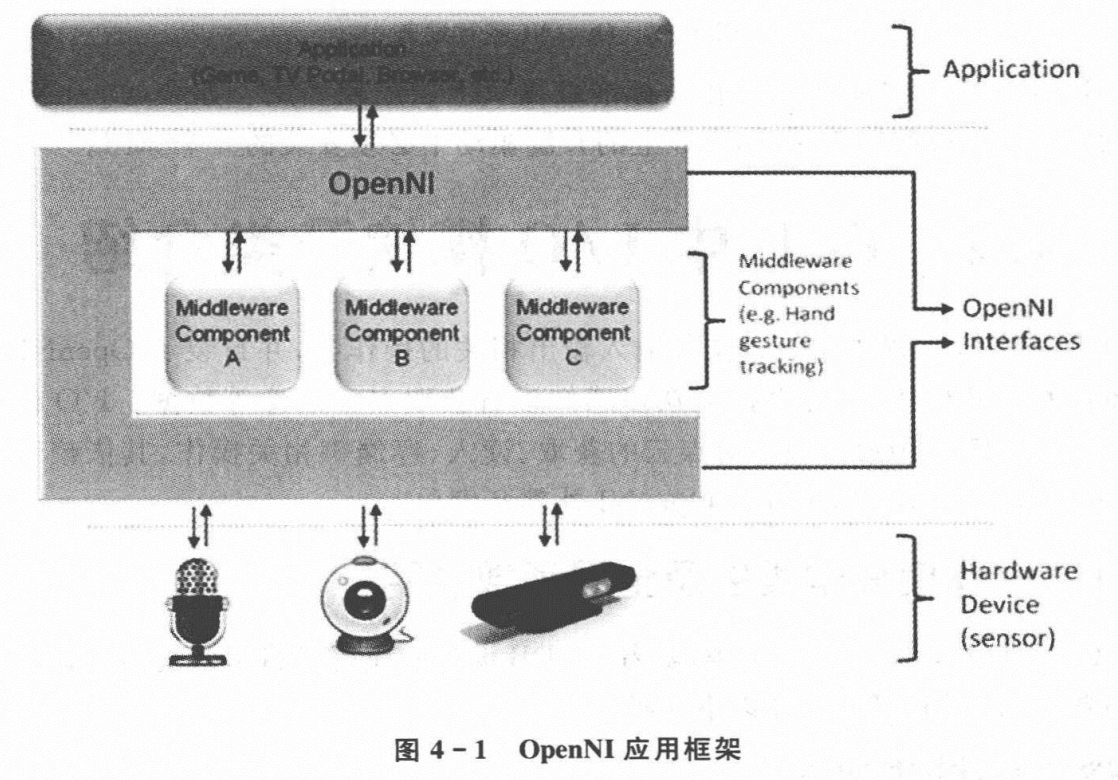 Application
(Game, TV Portal, Browser, etc.)
Application
OpenNI
Middleware
Component
A
Middleware
Component
B
Middleware
Component
C
Middleware
Components
(e.g. Hand
gesture
tracking)
OpenNI
Interfaces
Hardware
Device
(sensor)
图 4-1 OpenNI 应用框架